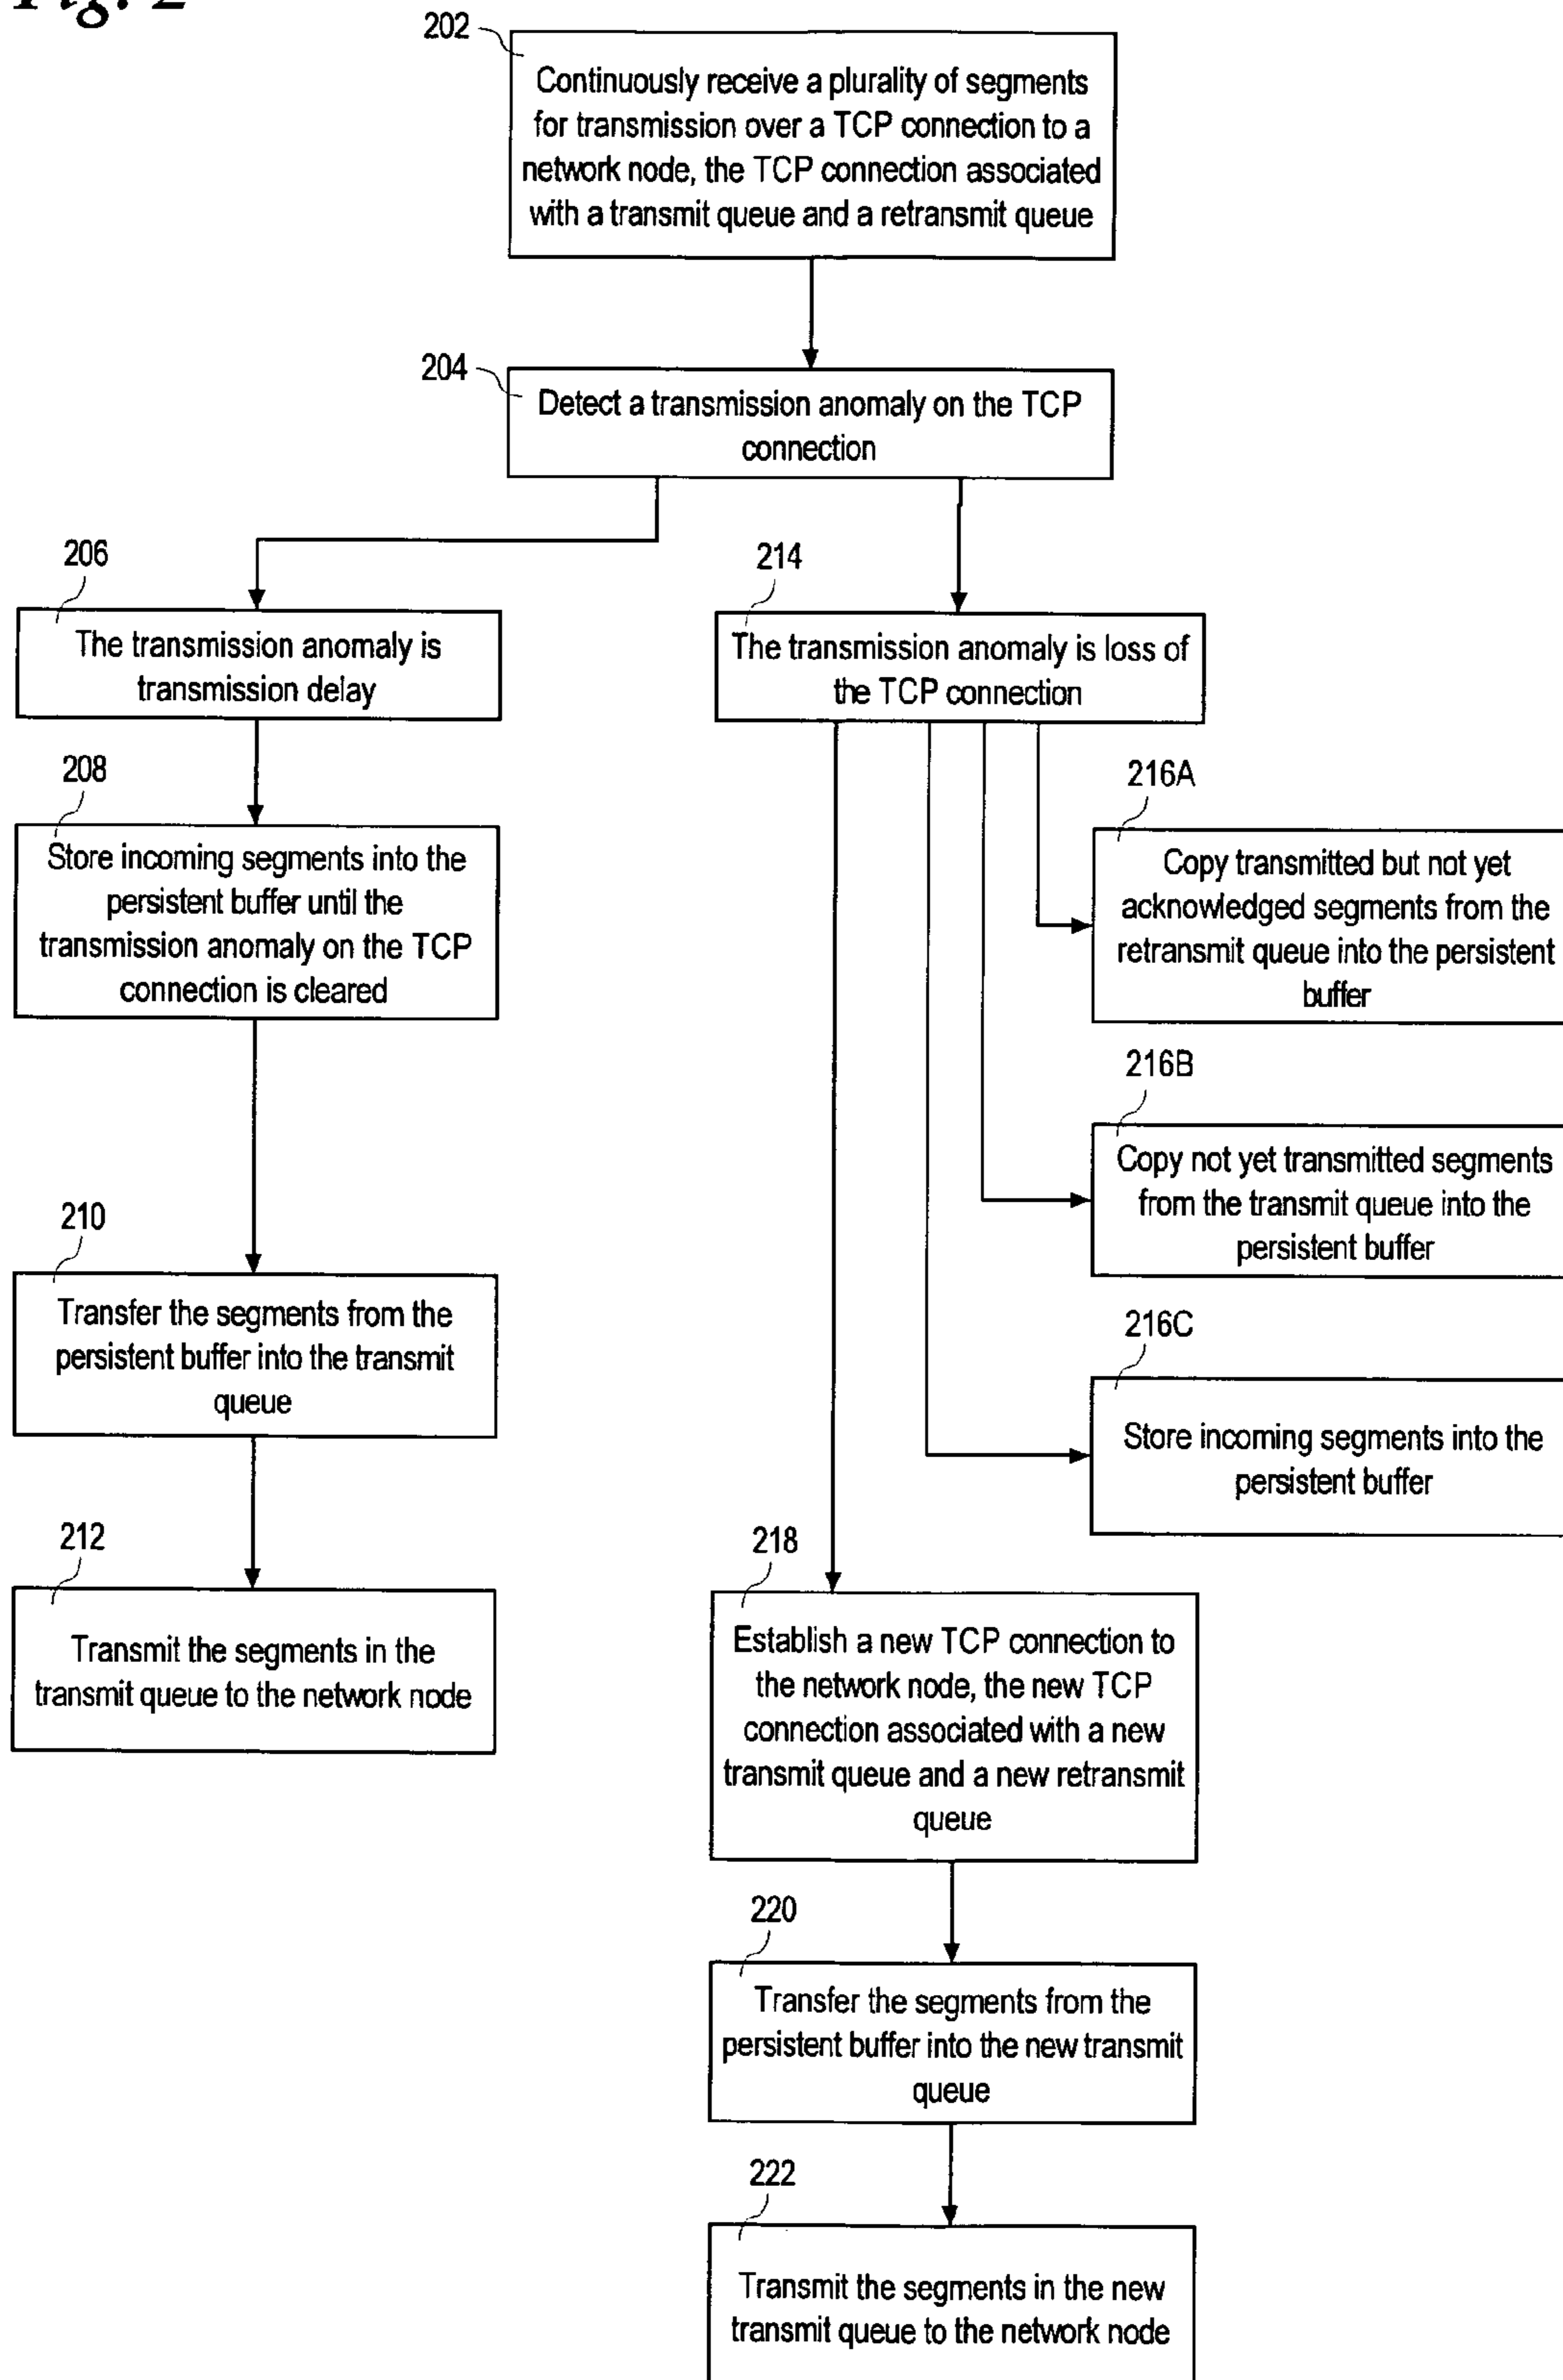 Fig. 2
202
Continuously receive a plurality of segments
for transmission over a TCP connection to a
network node, the TCP connection associated
with a transmit queue and a retransmit queue
204
Detect a transmission anomaly on the TCP
connection
206
The transmission anomaly is
transmission delay
208
Store incoming segments into the
persistent buffer until the
transmission anomaly on the TCP
connection is cleared
210
Transfer the segments from the
persistent buffer into the transmit
queue
212
Transmit the segments in the
transmit queue to the network node
214
The transmission anomaly is loss of
the TCP connection
216A
Copy transmitted but not yet
acknowledged segments from the
retransmit queue into the persistent
buffer
216B
Copy not yet transmitted segments
from the transmit queue into the
persistent buffer
216C
Store incoming segments into the
persistent buffer
218
Establish a new TCP connection to
the network node, the new TCP
connection associated with a new
transmit queue and a new retransmit
queue
220
Transfer the segments from the
persistent buffer into the new transmit
queue
222
Transmit the segments in the new
transmit queue to the network node